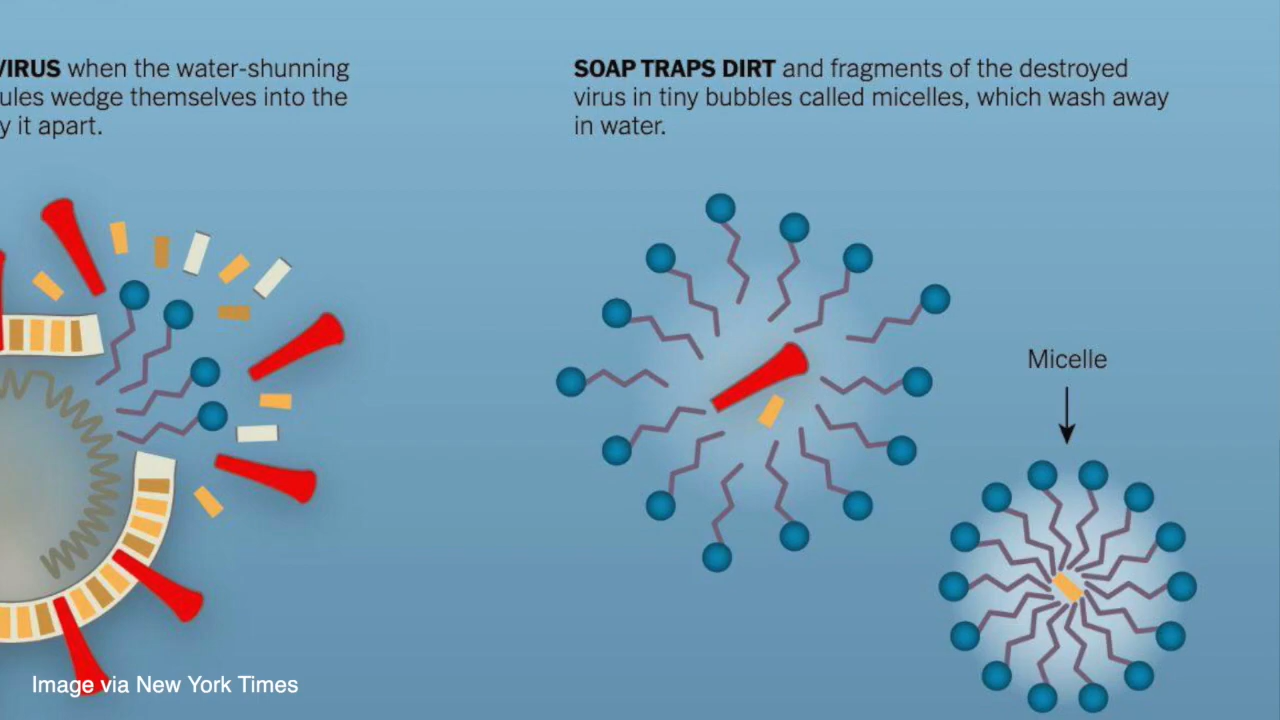 VIRUS when the water-shunning
ules wedge themselves into the
y it apart.
SOAP TRAPS DIRT and fragments of the destroyed
virus in tiny bubbles called micelles, which wash away
in water.
Micelle
Image via New York Times